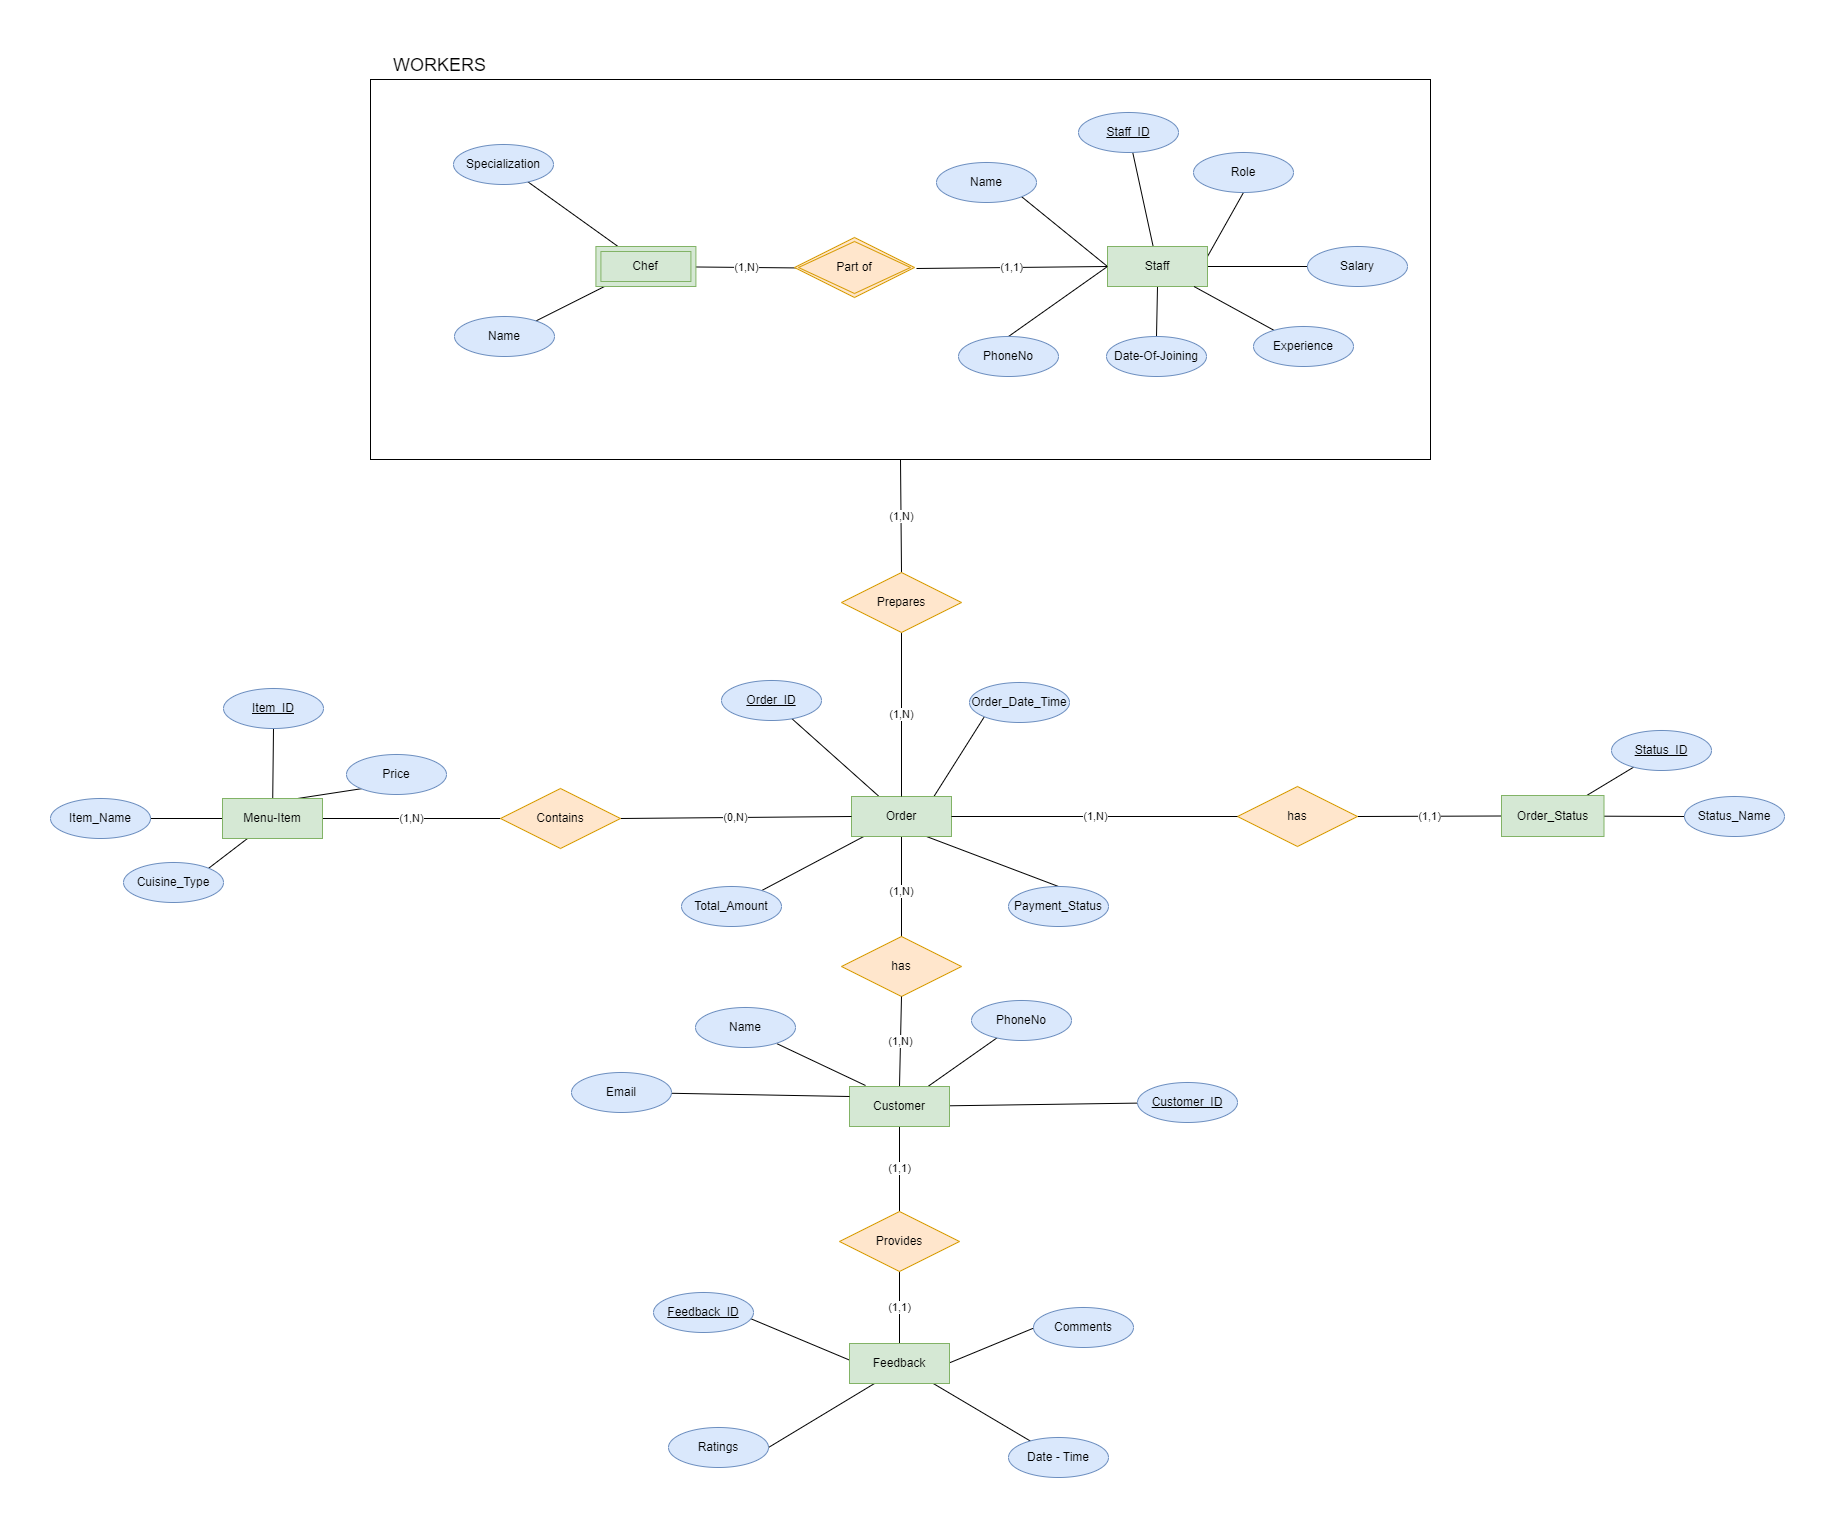 WORKERS
Staff_ID
Specialization
Role
Name
Chef
(1,N)
Part of
(1,1)
Staff
Salary
Name
PhoneNo
Date-Of-Joining
Experience
(1,N)
Prepares
Order_ID
Order_Date_Time
(1,N)
Item_ID
Price
Status_ID
Item_Name
Menu-Item
(1,N)
Contains
(0,N)
Order
(1,N)
has
(1,1)
Order_Status
Status_Name
Cuisine_Type
Total_Amount
(1,N)
Payment_Status
has
Name
PhoneNo
(1,N)
Email
Customer
Customer_ID
(1,1)
Provides
(1,1)
Feedback_ID
Comments
Feedback
Ratings
Date - Time